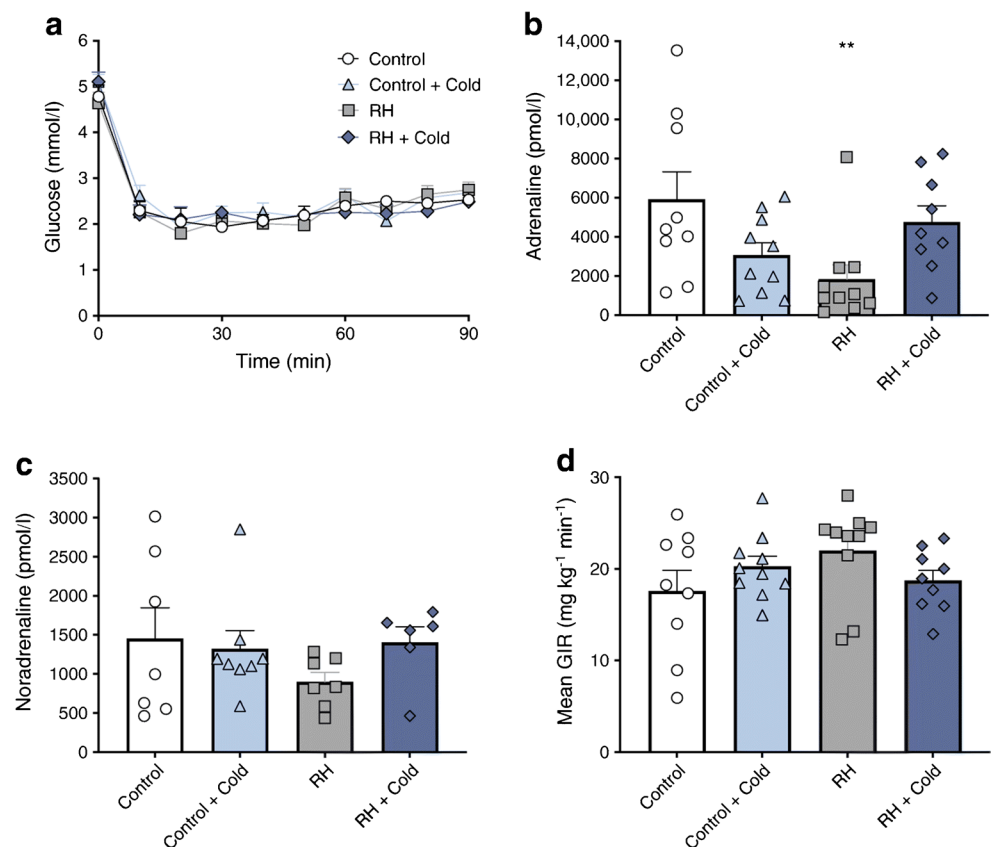 a
Glucose (mmol/l)
6
5
4
3
2
1
0
0
30
60
90
Time (min)
Control
Control + Cold
RH
RH + Cold
b
Adrenaline (pmol/l)
14,000
12,000
10,000
8000
6000
4000
2000
0
**
Control
Control + Cold
RH
RH + Cold
c
Noradrenaline (pmol/l)
3500
3000
2500
2000
1500
1000
500
0
Control
Control + Cold
RH
RH + Cold
d
Mean GIR (mg kg⁻¹ min⁻¹)
30
20
10
0
Control
Control + Cold
RH
RH + Cold